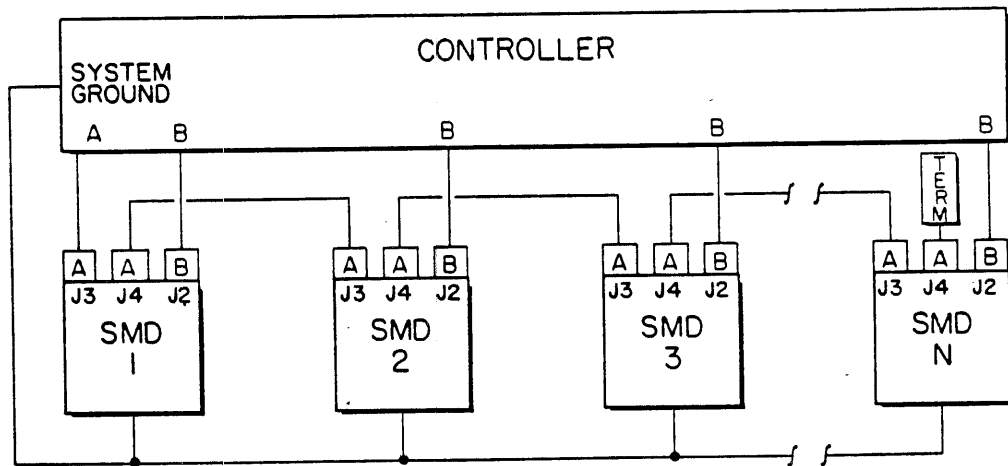 CONTROLLER
SYSTEM
GROUND
A B B B B
TERM
A A B A A B A A B A A B
J3 J4 J2 J3 J4 J2 J3 J4 J2 J3 J4 J2
SMD SMD SMD SMD
1 2 3 N